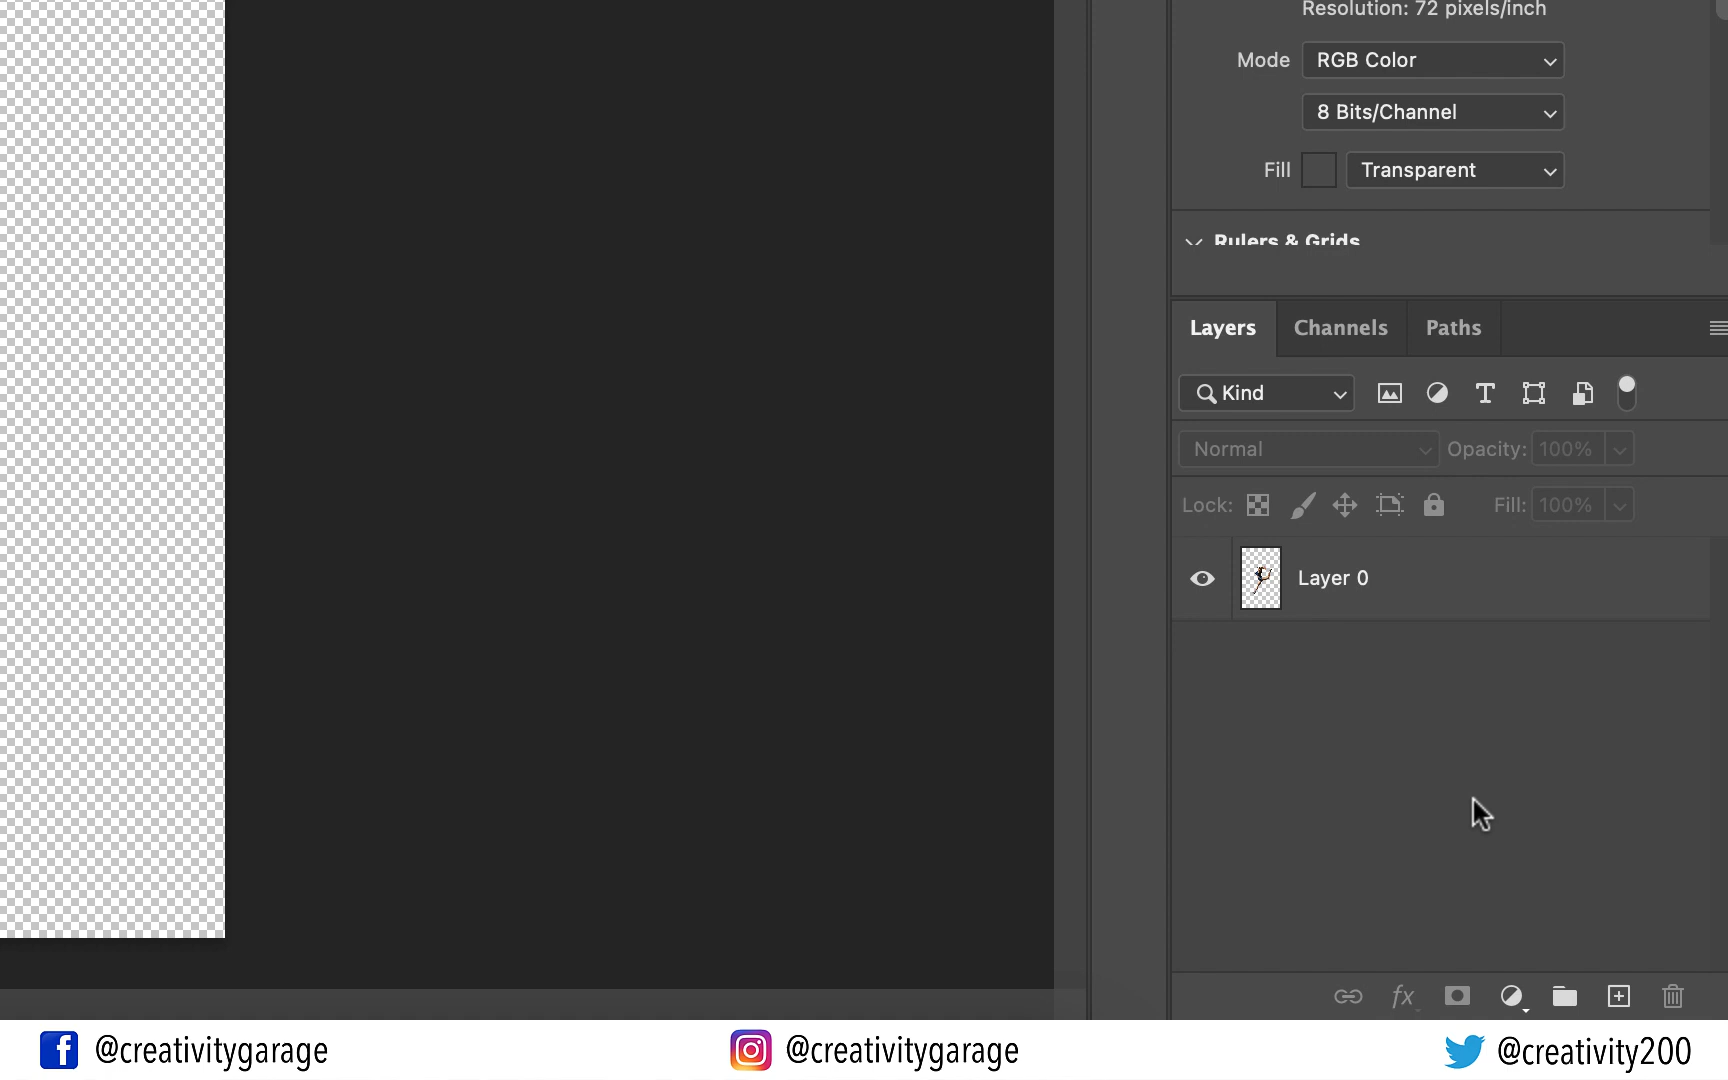 Resolution: 72 pixels/inch
Mode RGB Color
8 Bits/Channel
Fill Transparent
Rulers & Grids
Layers Channels Paths
Kind
Normal Opacity: 100%
Lock: Fill: 100%
Layer 0
fx
@creativitygarage @creativitygarage @creativity200